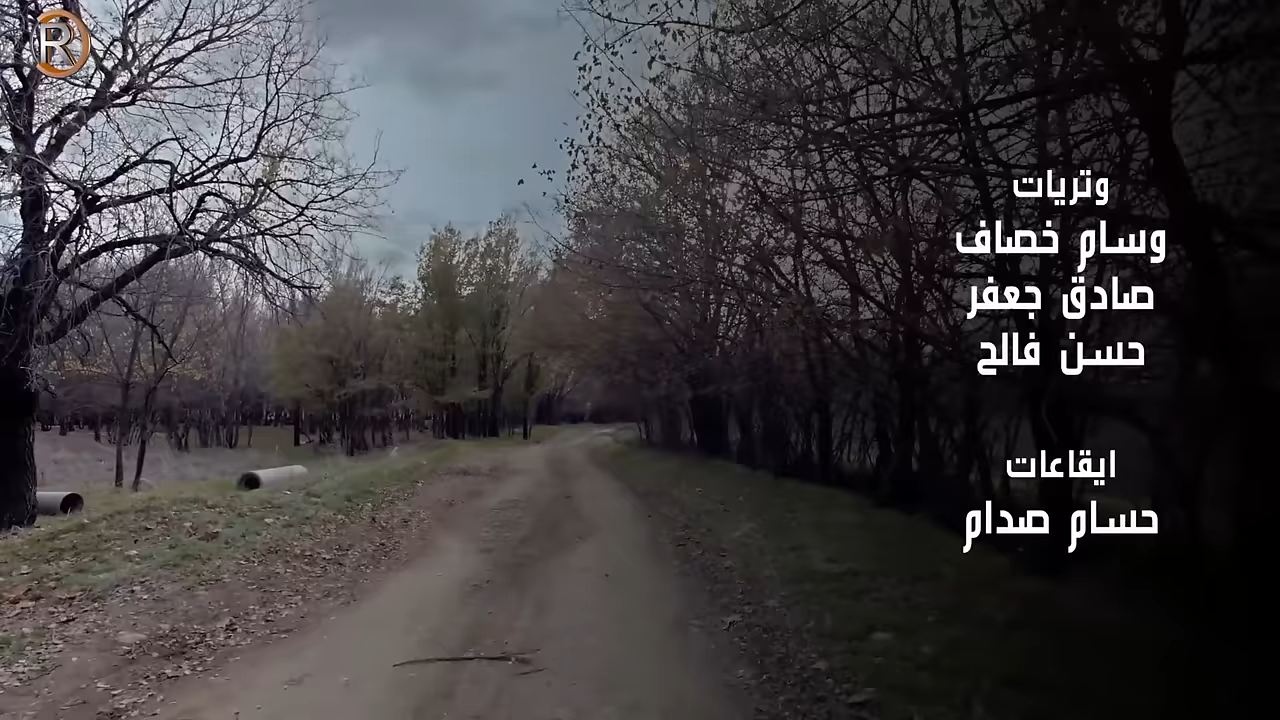 R
وتريات
وسام خصاف
صادق جعفر
حسن فالح
ايقاعات
حسام صدام